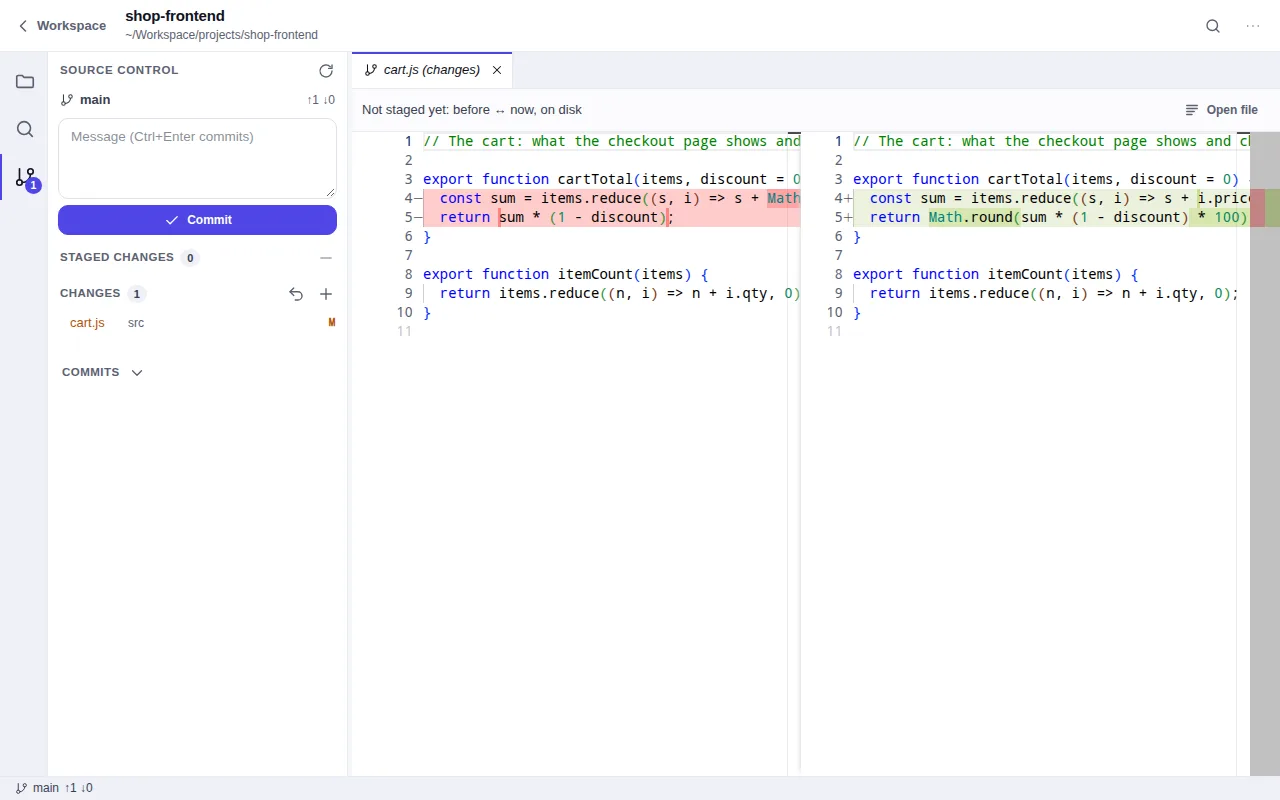 Workspace
shop-frontend
~/Workspace/projects/shop-frontend
SOURCE CONTROL
main ↑1 ↓0
Message (Ctrl+Enter commits)
Commit
STAGED CHANGES 0
CHANGES 1
cart.js src M
COMMITS
1
cart.js (changes)
Not staged yet: before ↔ now, on disk
Open file
1 // The cart: what the checkout page shows and
2
3 export function cartTotal(items, discount = 0
4− const sum = items.reduce((s, i) => s + Math
5− return sum * (1 - discount);
6 }
7
8 export function itemCount(items) {
9 return items.reduce((n, i) => n + i.qty, 0)
10 }
11
1 // The cart: what the checkout page shows and
2
3 export function cartTotal(items, discount = 0)
4+ const sum = items.reduce((s, i) => s + i.price
5+ return Math.round(sum * (1 - discount) * 100)
6 }
7
8 export function itemCount(items) {
9 return items.reduce((n, i) => n + i.qty, 0);
10 }
11
main ↑1 ↓0